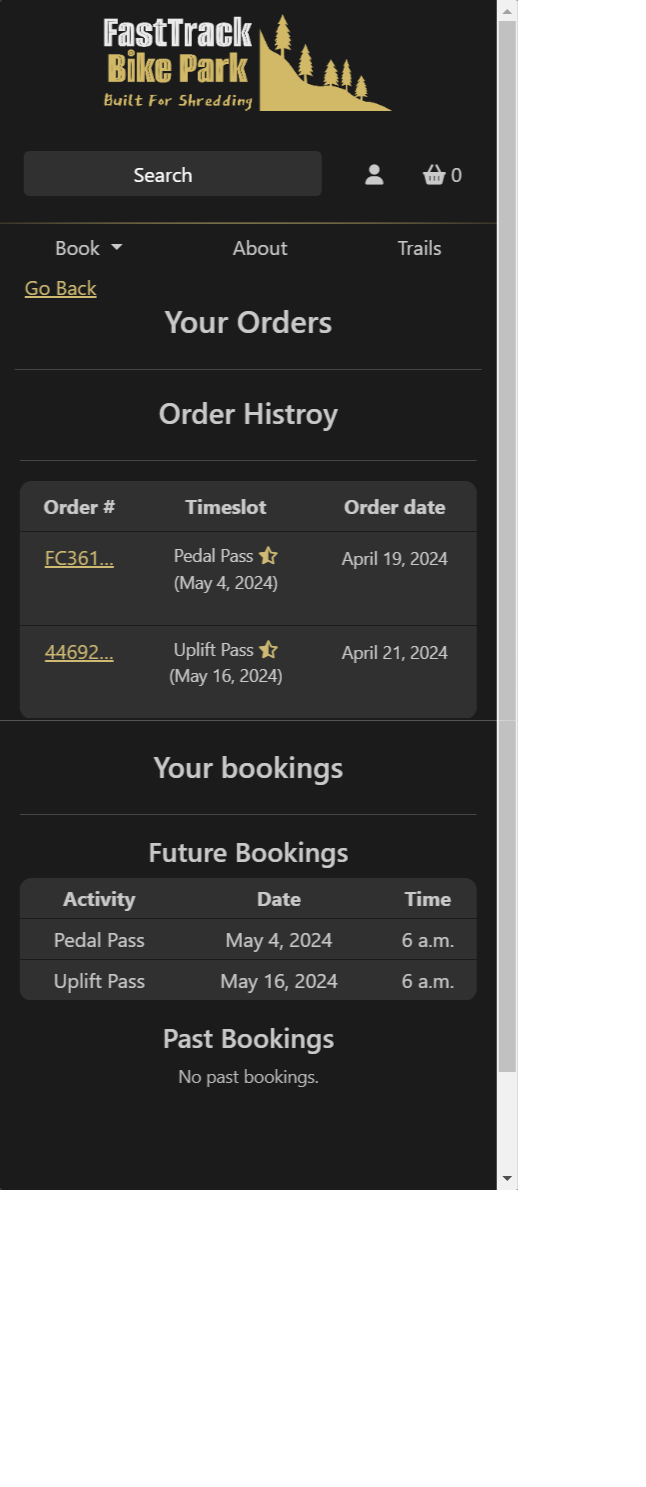 FastTrack
Bike Park
Built For Shredding
Search
0
Book About Trails
Go Back
Your Orders
Order Histroy
Order # Timeslot Order date
FC361... Pedal Pass April 19, 2024
(May 4, 2024)
44692... Uplift Pass April 21, 2024
(May 16, 2024)
Your bookings
Future Bookings
Activity Date Time
Pedal Pass May 4, 2024 6 a.m.
Uplift Pass May 16, 2024 6 a.m.
Past Bookings
No past bookings.